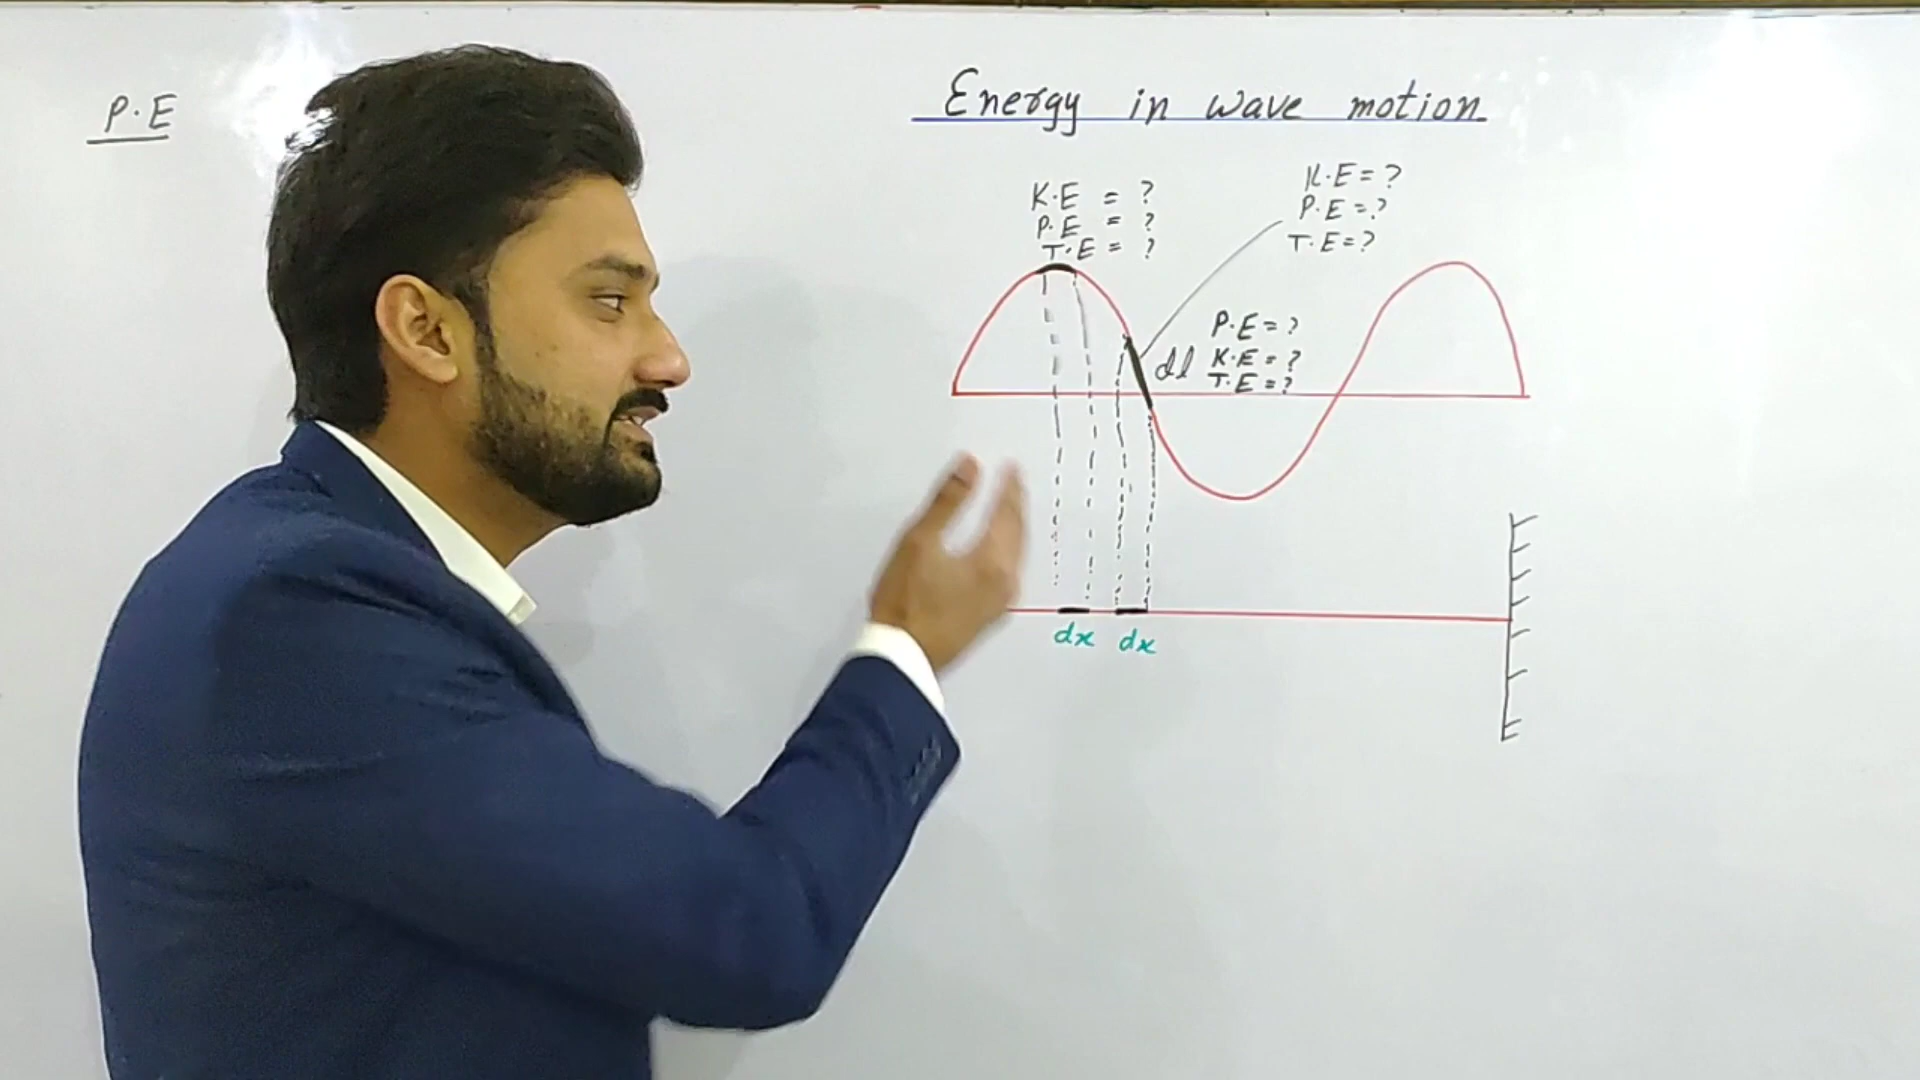 P.E
Energy in wave motion
K.E = ?
P.E = ?
T.E = ?
K.E = ?
P.E = ?
T.E = ?
dl
P.E = ?
K.E = ?
T.E = ?
dx dx